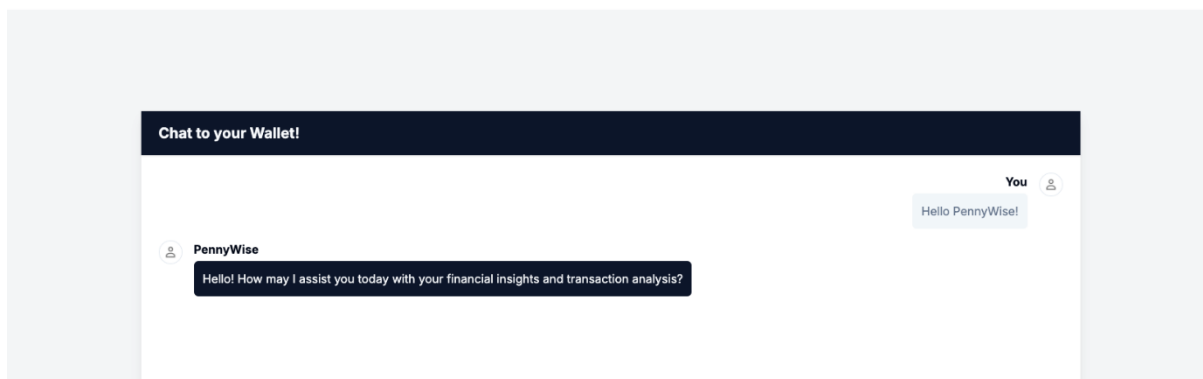 Chat to your Wallet!
You
Hello PennyWise!
PennyWise
Hello! How may I assist you today with your financial insights and transaction analysis?